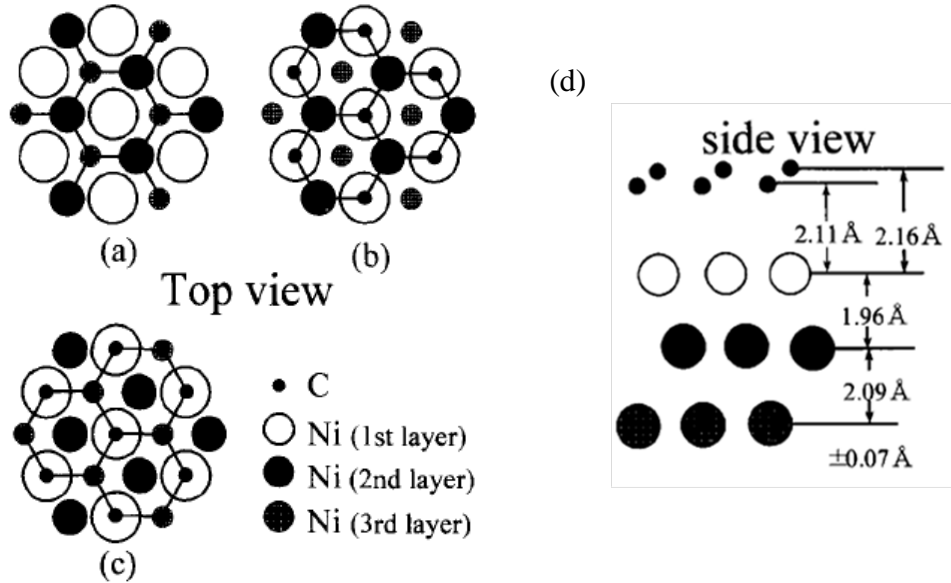 (a)
(b)
Top view
(c)
C
Ni (1st layer)
Ni (2nd layer)
Ni (3rd layer)
(d)
side view
2.11 Å
2.16 Å
1.96 Å
2.09 Å
±0.07 Å